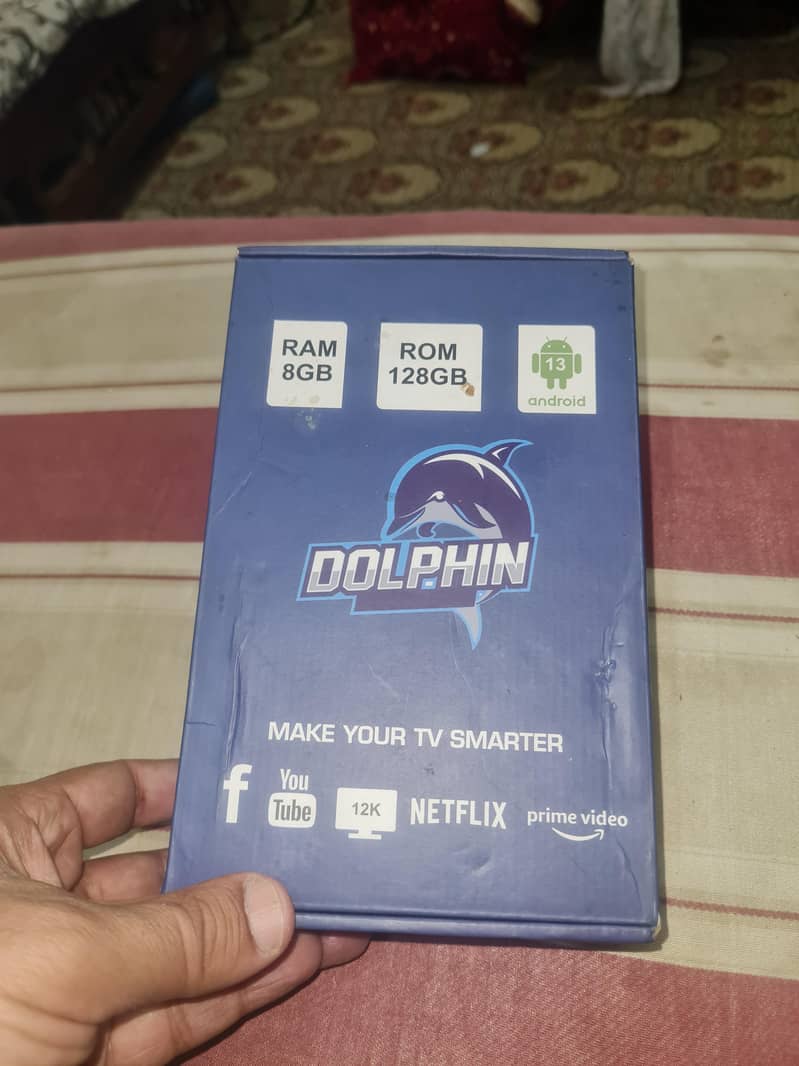 RAM
8GB
ROM
128GB
13
android
DOLPHIN
MAKE YOUR TV SMARTER
f
You
Tube
12K
NETFLIX
prime video